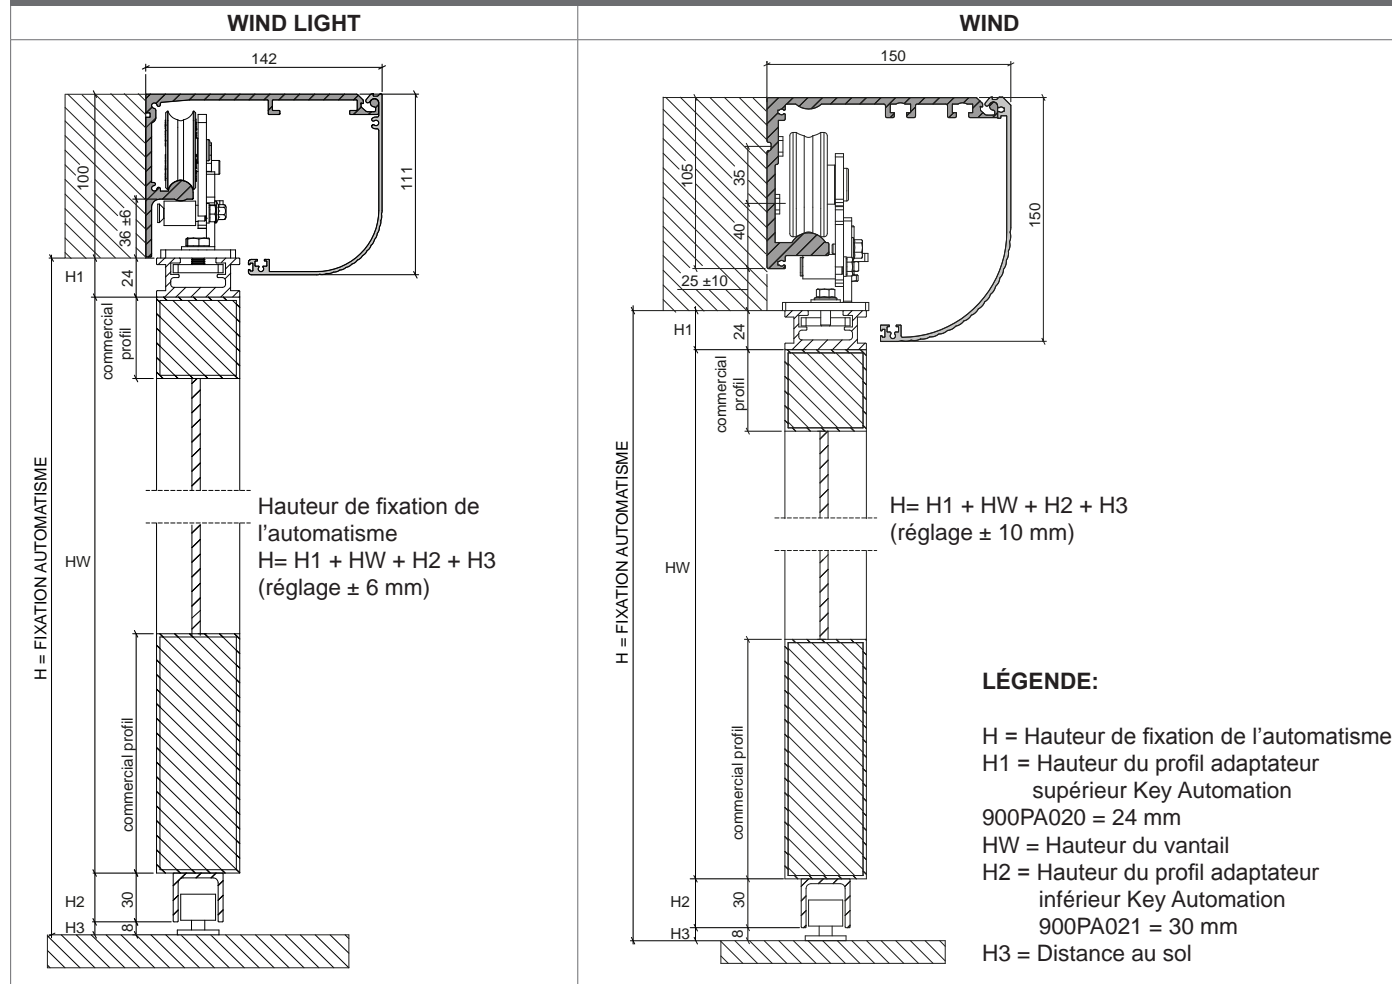 WIND LIGHT
142
100
111
36 ±6
H1
24
commercial
profil
H = FIXATION AUTOMATISME
Hauteur de fixation de
l’automatisme
H= H1 + HW + H2 + H3
(réglage ± 6 mm)
HW
commercial profil
H2
30
H3
8
WIND
150
105
35
40
150
25 ±10
H1
24
commercial
profil
H = FIXATION AUTOMATISME
H= H1 + HW + H2 + H3
(réglage ± 10 mm)
HW
commercial profil
H2
30
H3
8
LÉGENDE:
H = Hauteur de fixation de l’automatisme
H1 = Hauteur du profil adaptateur
supérieur Key Automation
900PA020 = 24 mm
HW = Hauteur du vantail
H2 = Hauteur du profil adaptateur
inférieur Key Automation
900PA021 = 30 mm
H3 = Distance au sol